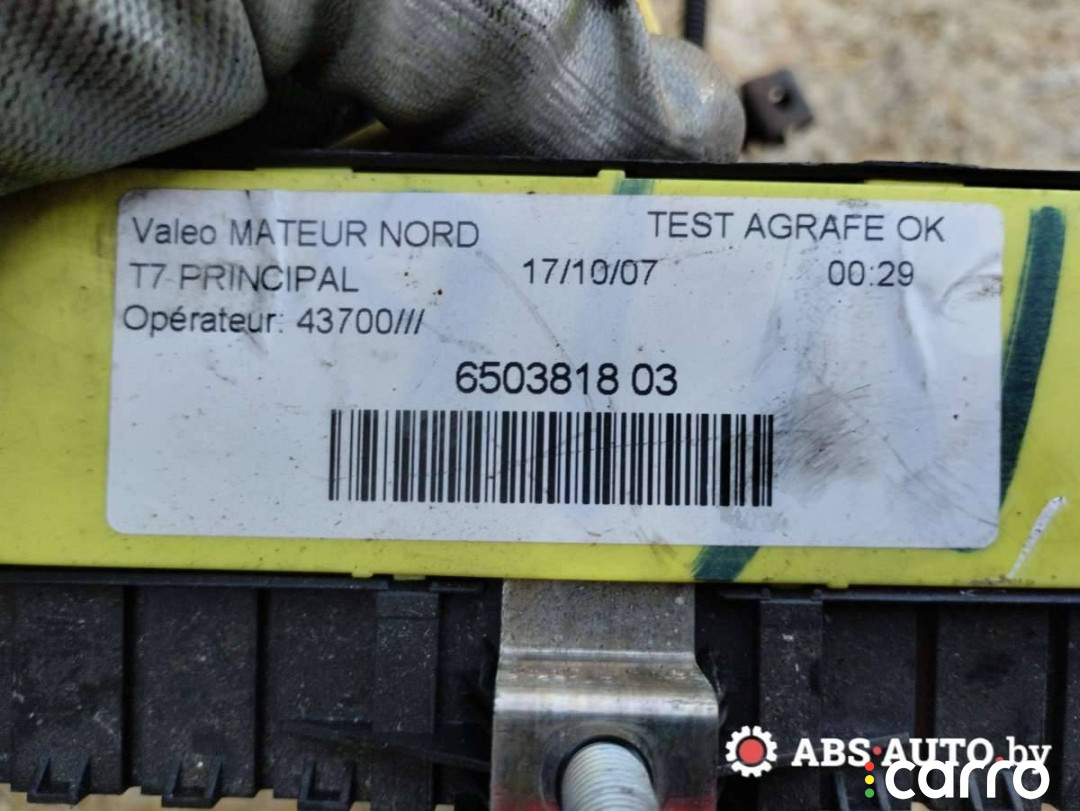 Valeo MATEUR NORD TEST AGRAFE OK
T7 PRINCIPAL 17/10/07 00:29
Opérateur: 43700///
6503818 03
ABS-AUTO.by
carro